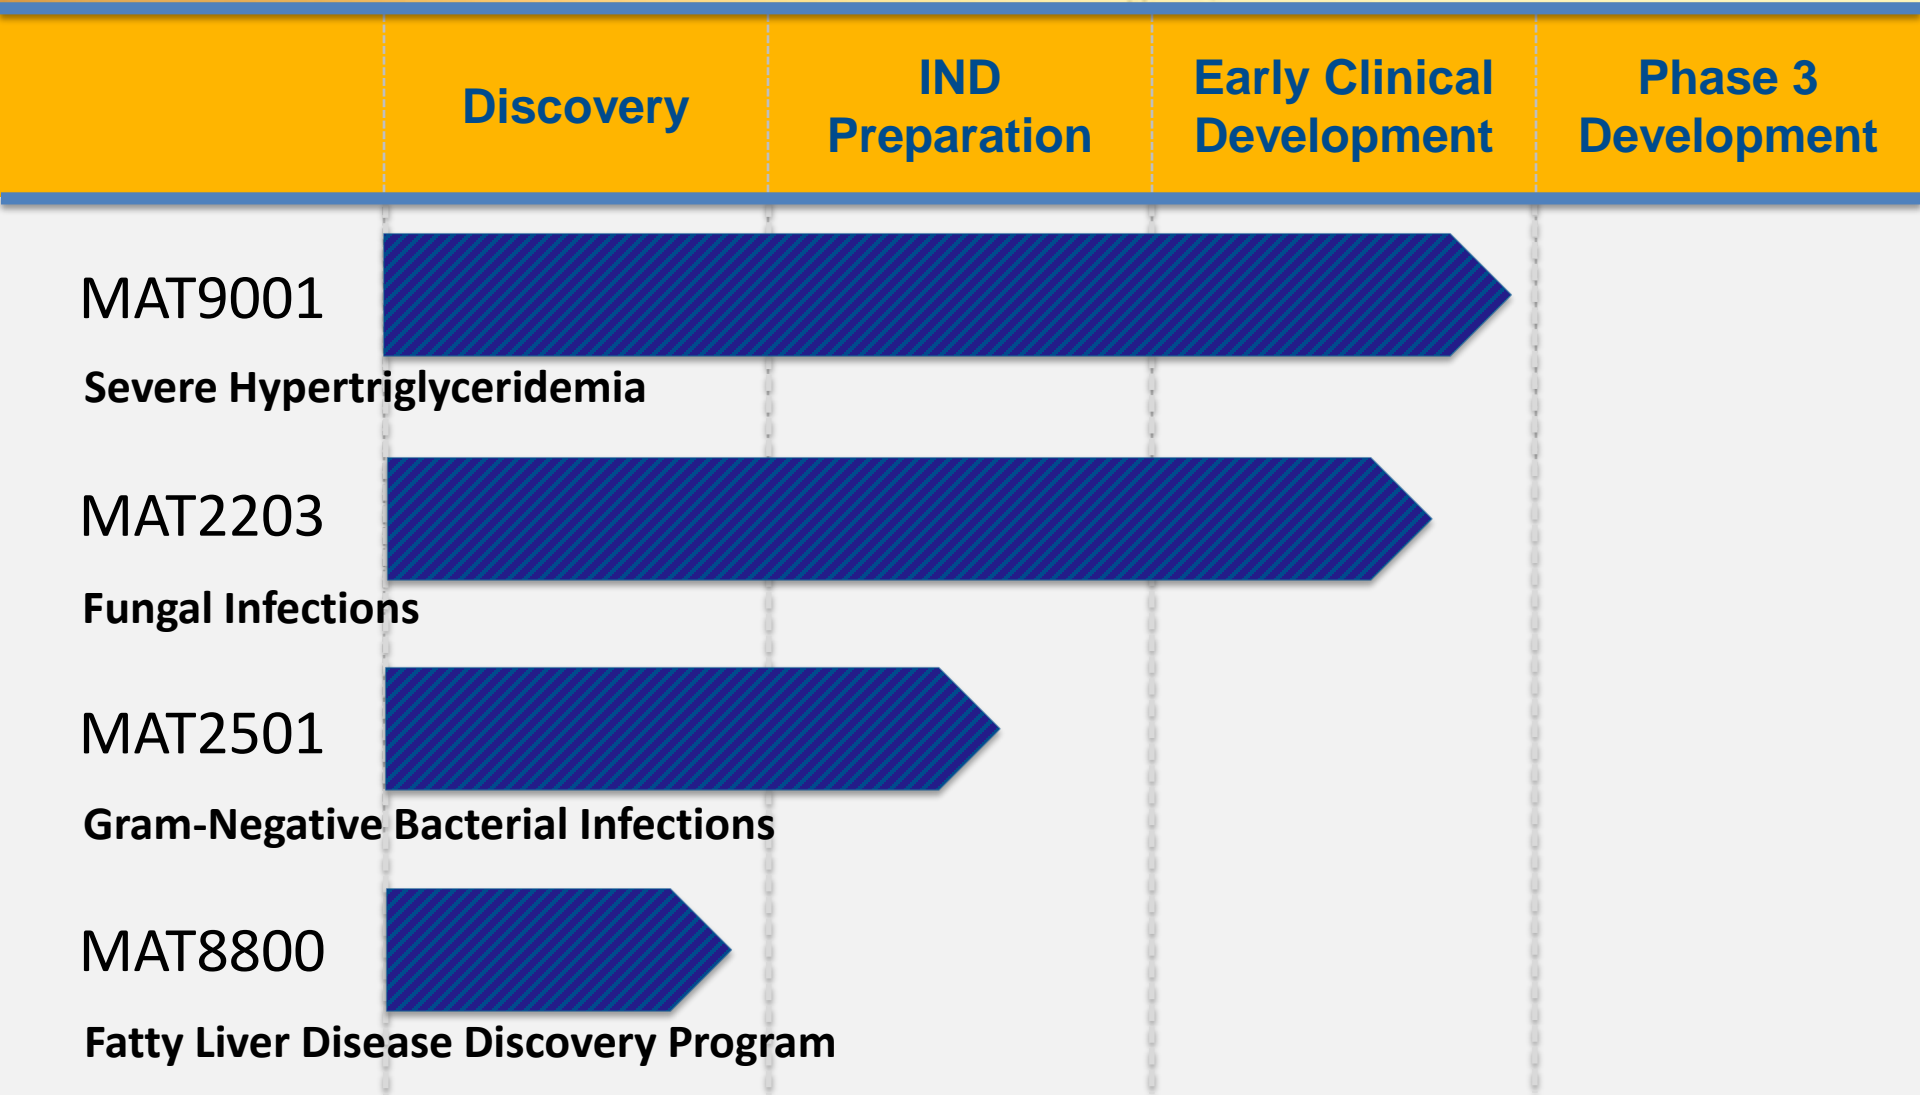 Discovery
IND
Preparation
Early Clinical
Development
Phase 3
Development
MAT9001
Severe Hypertriglyceridemia
MAT2203
Fungal Infections
MAT2501
Gram-Negative Bacterial Infections
MAT8800
Fatty Liver Disease Discovery Program